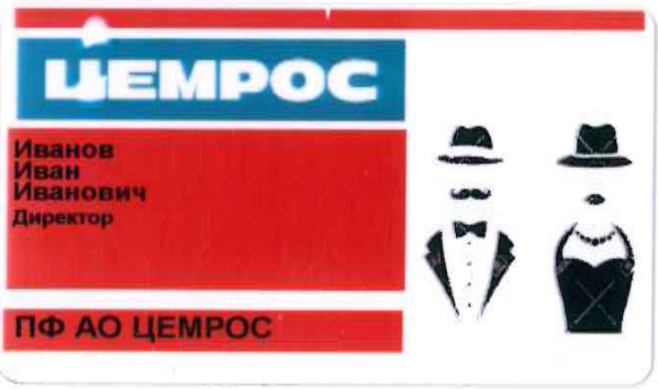 ЦЕМРОС
Иванов
Иван
Иванович
Директор
ПФ АО ЦЕМРОС